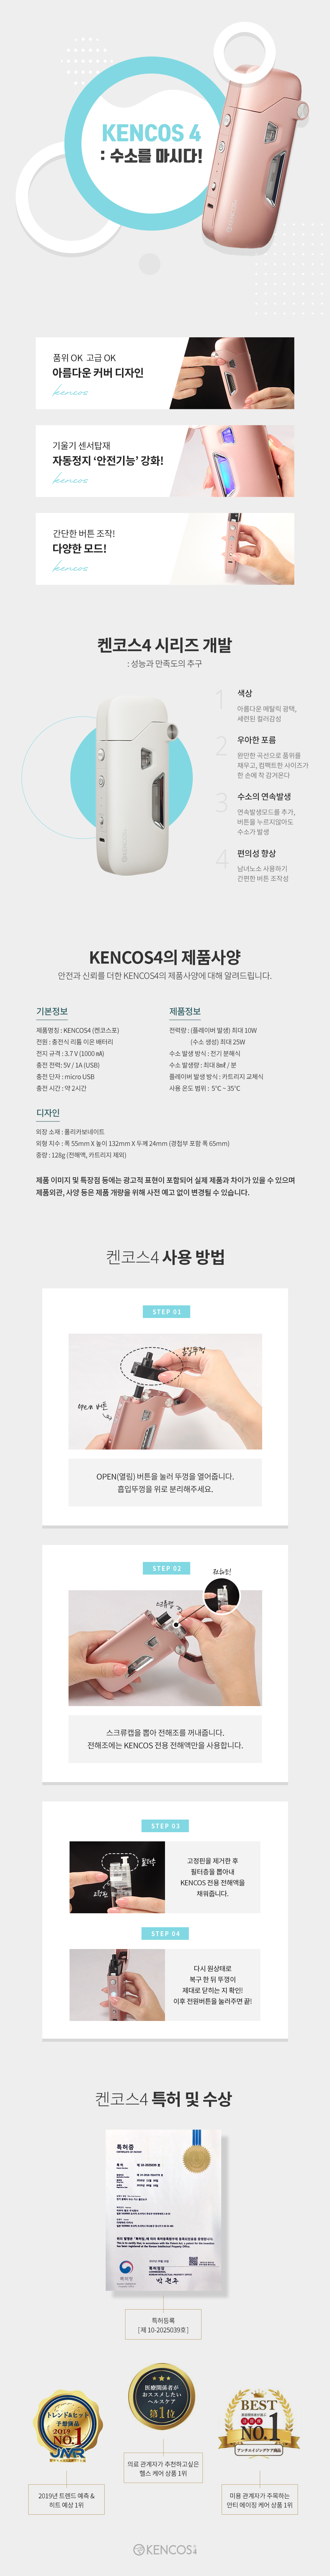 KENCOS 4
: 수소를 마시다!
KENCOS
품위 OK 고급 OK
아름다운 커버 디자인
kencos
기울기 센서탑재
자동정지 '안전기능' 강화!
kencos
간단한 버튼 조작!
다양한 모드!
kencos
켄코스4 시리즈 개발
: 성능과 만족도의 추구
1 색상
아름다운 메탈릭 광택,
세련된 컬러감성
2 우아한 포름
완만한 곡선으로 품위를
채우고, 컴팩트한 사이즈가
한 손에 착 감겨온다
3 수소의 연속발생
연속발생모드를 추가,
버튼을 누르지않아도
수소가 발생
4 편의성 향상
남녀노소 사용하기
간편한 버튼 조작성
KENCOS4의 제품사양
안전과 신뢰를 더한 KENCOS4의 제품사양에 대해 알려드립니다.
기본정보
제품명칭 : KENCOS4 (켄코스포)
전원 : 충전식 리튬 이온 배터리
전지 규격 : 3.7 V (1000 ㎃)
충전 전력: 5V / 1A (USB)
충전 단자 : micro USB
충전 시간 : 약 2시간
제품정보
전력량 : (플레이버 발생) 최대 10W
(수소 생성) 최대 25W
수소 발생 방식 : 전기 분해식
수소 발생량 : 최대 8㎖ / 분
플레이버 발생 방식 : 카트리지 교체식
사용 온도 범위 : 5℃ ~ 35℃
디자인
외장 소재 : 폴리카보네이트
외형 치수 : 폭 55mm X 높이 132mm X 두께 24mm (경첩부 포함 폭 65mm)
중량 : 128g (전해액, 카트리지 제외)
제품 이미지 및 특장점 등에는 광고적 표현이 포함되어 실제 제품과 차이가 있을 수 있으며
제품외관, 사양 등은 제품 개량을 위해 사전 예고 없이 변경될 수 있습니다.
켄코스4 사용 방법
STEP 01
흡입뚜껑
open 버튼
OPEN(열림) 버튼을 눌러 뚜껑을 열어줍니다.
흡입뚜껑을 위로 분리해주세요.
STEP 02
전해조!
스크류캡
스크류캡을 뽑아 전해조를 꺼내줍니다.
전해조에는 KENCOS 전용 전해액만을 사용합니다.
STEP 03
필터층
고정핀
고정핀을 제거한 후
필터층을 뽑아내
KENCOS 전용 전해액을
채워줍니다.
STEP 04
다시 원상태로
복구 한 뒤 뚜껑이
제대로 닫히는 지 확인!
이후 전원버튼을 눌러주면 끝!
켄코스4 특허 및 수상
특허증
특허청
특허청장
박원주
특허등록
[ 제 10-2025039호 ]
トレンド&ヒット
予想商品
2019
NO.1
JMR
医療関係者が
おススメしたい
ヘルスケア
第1位
BEST
NO.1
アンチエイジングケア商品
2019년 트렌드 예측 &
히트 예상 1위
의료 관계자가 추천하고싶은
헬스 케어 상품 1위
미용 관계자가 주목하는
안티 에이징 케어 상품 1위
KENCOS4